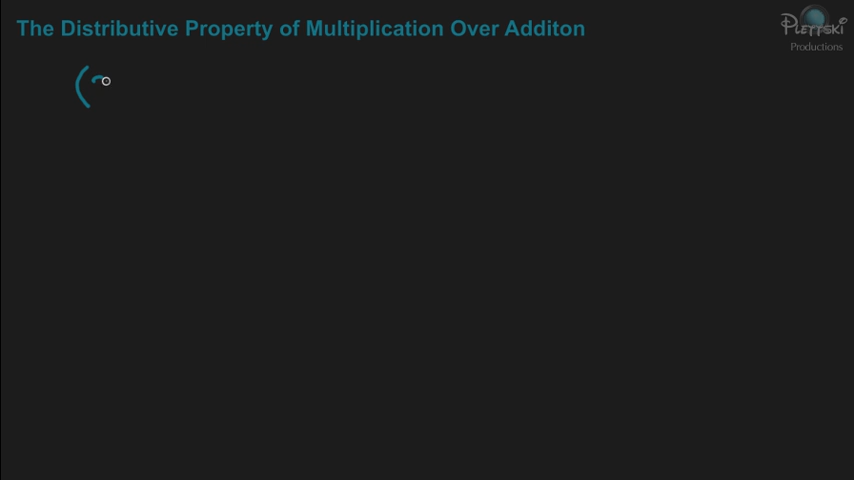 The Distributive Property of Multiplication Over Additon
Productions
(